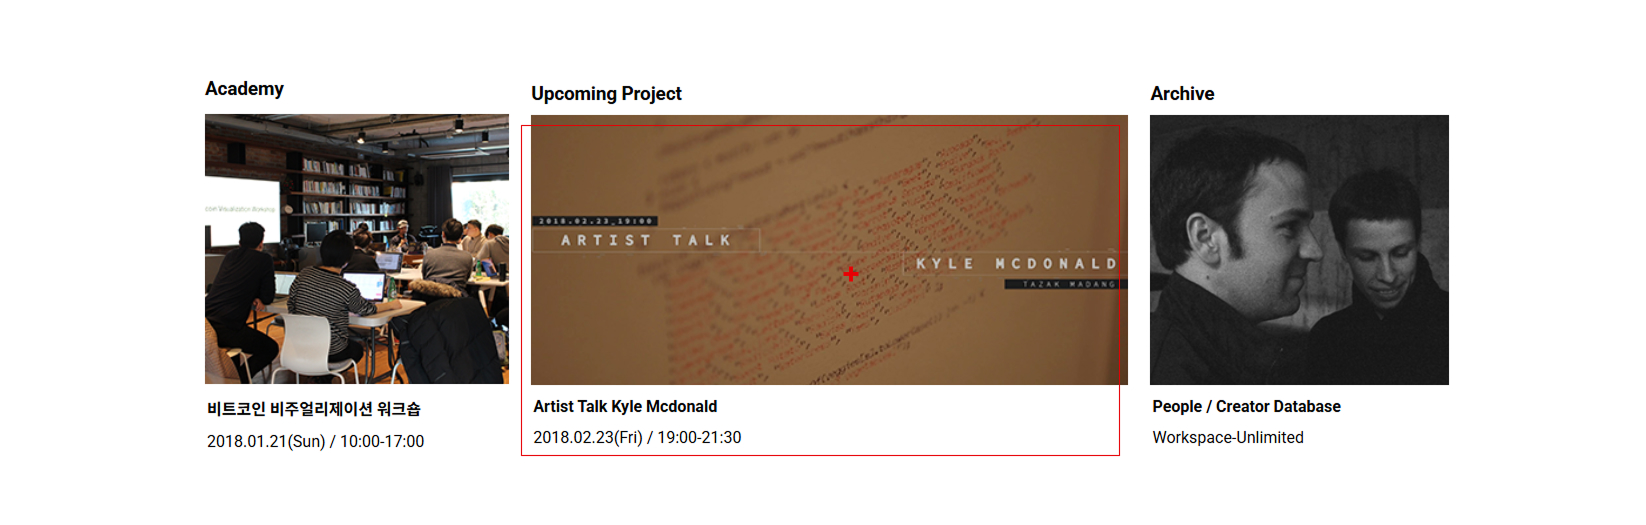 Academy
비트코인 비주얼리제이션 워크숍
2018.01.21(Sun) / 10:00-17:00
Upcoming Project
2018.02.23_19:00
ARTIST TALK
KYLE MCDONALD
TAZAK MADANG
Artist Talk Kyle Mcdonald
2018.02.23(Fri) / 19:00-21:30
Archive
People / Creator Database
Workspace-Unlimited